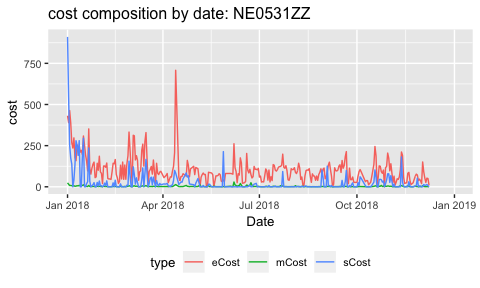 cost composition by date: NE0531ZZ
cost
750
500
250
0
Jan 2018 Apr 2018 Jul 2018 Oct 2018 Jan 2019
Date
type eCost mCost sCost